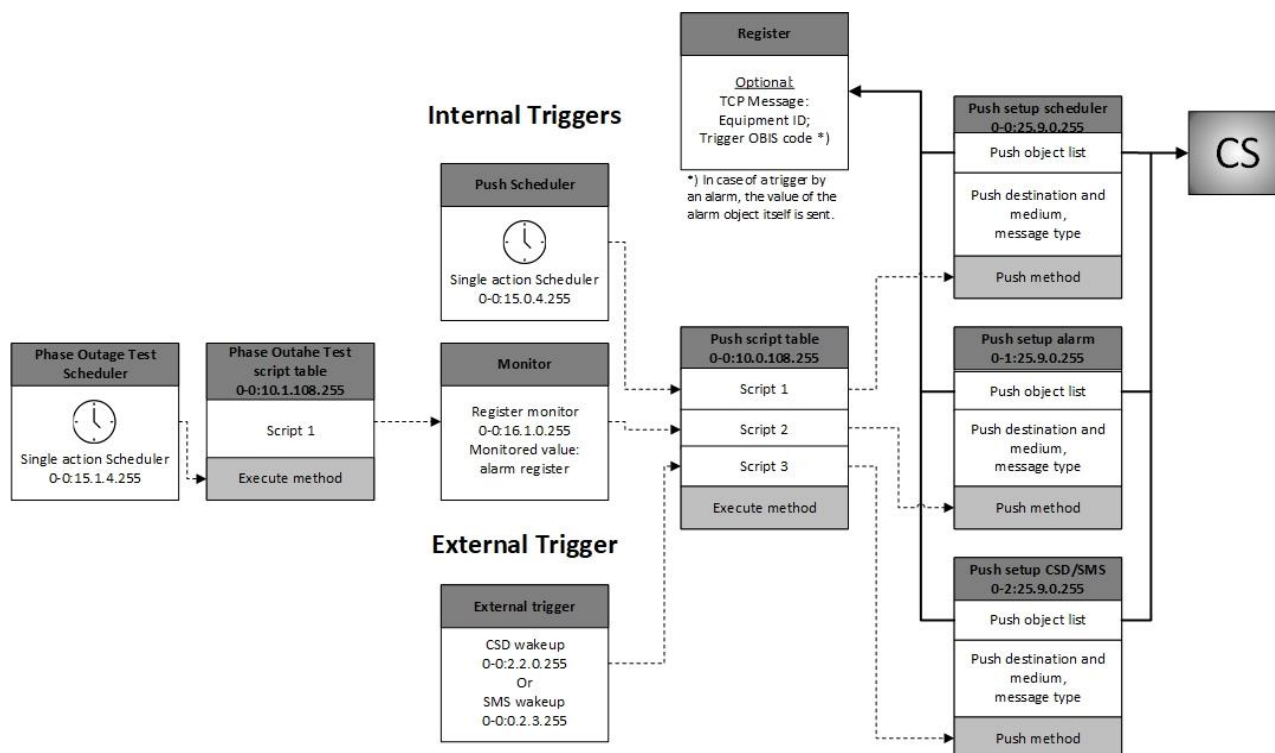 Register
Optional:
TCP Message:
Equipment ID;
Trigger OBIS code *)
*) In case of a trigger by
an alarm, the value of the
alarm object itself is sent.
Internal Triggers
Push Scheduler
Single action Scheduler
0-0:15.0.4.255
Phase Outage Test
Scheduler
Single action Scheduler
0-0:15.1.4.255
Phase Outahe Test
script table
0-0:10.1.108.255
Script 1
Execute method
Monitor
Register monitor
0-0:16.1.0.255
Monitored value:
alarm register
External Trigger
External trigger
CSD wakeup
0-0:2.2.0.255
Or
SMS wakeup
0-0:0.2.3.255
Push script table
0-0:10.0.108.255
Script 1
Script 2
Script 3
Execute method
Push setup scheduler
0-0:25.9.0.255
Push object list
Push destination and
medium,
message type
Push method
Push setup alarm
0-1:25.9.0.255
Push object list
Push destination and
medium,
message type
Push method
Push setup CSD/SMS
0-2:25.9.0.255
Push object list
Push destination and
medium,
message type
Push method
CS